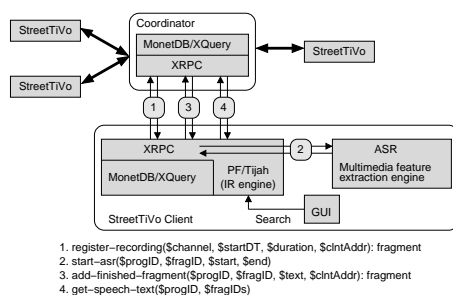 Coordinator
StreetTiVo
MonetDB/XQuery
StreetTiVo
XRPC
StreetTiVo
1
3
4
XRPC
2
ASR
MonetDB/XQuery
PF/Tijah
(IR engine)
Multimedia feature
extraction engine
StreetTiVo Client
Search
GUI
1. register−recording($channel, $startDT, $duration, $clntAddr): fragment
2. start−asr($progID, $fragID, $start, $end)
3. add−finished−fragment($progID, $fragID, $text, $clntAddr): fragment
4. get−speech−text($progID, $fragIDs)